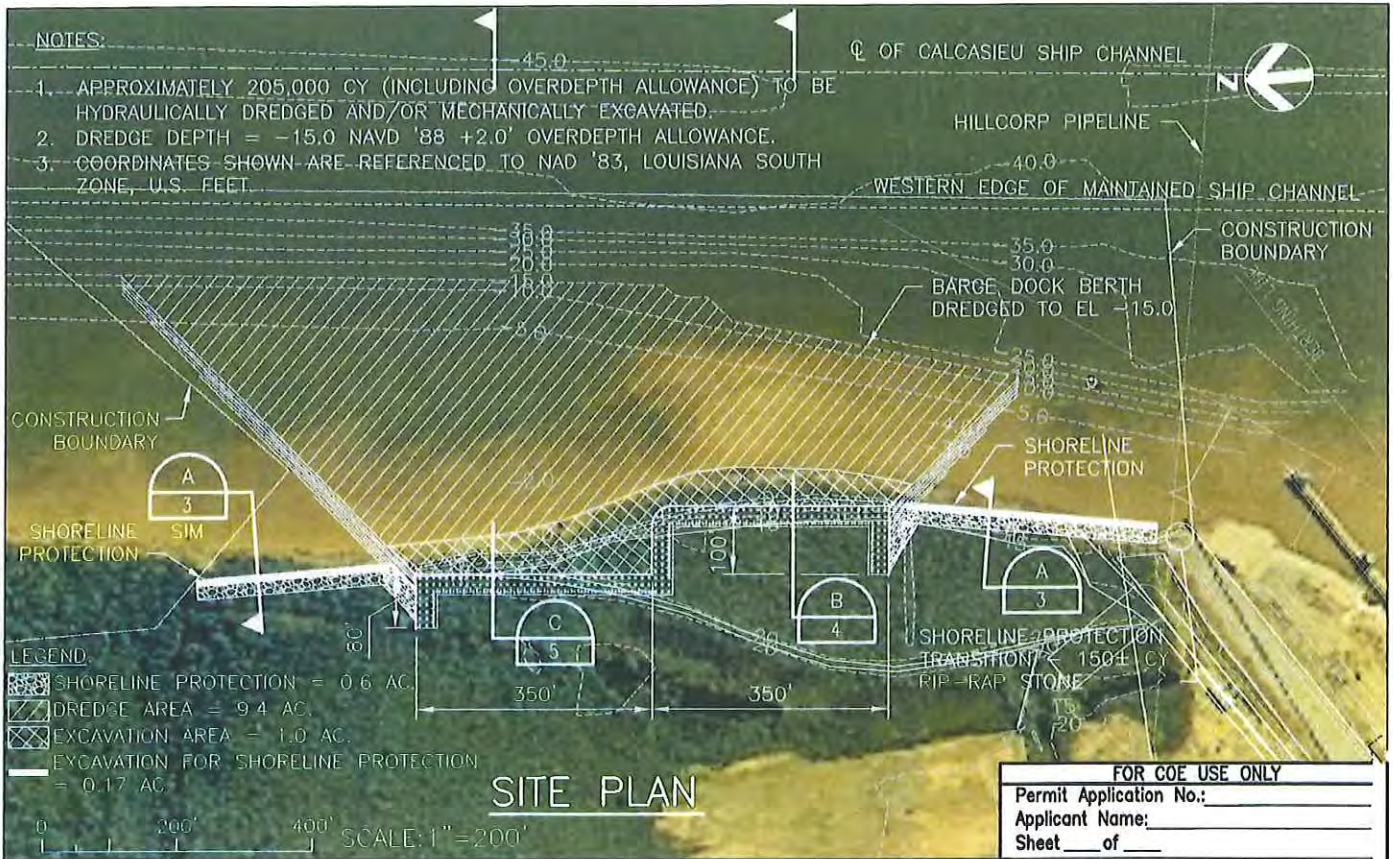 NOTES:
1. APPROXIMATELY 205,000 CY (INCLUDING OVERDEPTH ALLOWANCE) TO BE
HYDRAULICALLY DREDGED AND/OR MECHANICALLY EXCAVATED.
2. DREDGE DEPTH = -15.0 NAVD '88 +2.0' OVERDEPTH ALLOWANCE.
3. COORDINATES SHOWN ARE REFERENCED TO NAD '83, LOUISIANA SOUTH
ZONE, U.S. FEET.
45.0
℄ OF CALCASIEU SHIP CHANNEL
N
HILLCORP PIPELINE
40.0
WESTERN EDGE OF MAINTAINED SHIP CHANNEL
CONSTRUCTION
BOUNDARY
35.0
30.0
25.0
20.0
10.0
5.0
35.0
30.0
BARGE DOCK BERTH
DREDGED TO EL -15.0
25.0
5.0
CONSTRUCTION
BOUNDARY
A
3
SIM
SHORELINE
PROTECTION
SHORELINE
PROTECTION
100'
A
3
B
4
C
5
SHORELINE PROTECTION
TRANSITION - 150± CY
RIP-RAP STONE
350'
350'
LEGEND:
SHORELINE PROTECTION = 0.6 AC.
DREDGE AREA = 9.4 AC.
EXCAVATION AREA = 1.0 AC.
EXCAVATION FOR SHORELINE PROTECTION
= 0.17 AC.
SITE PLAN
0 200' 400' SCALE: 1"=200'
FOR COE USE ONLY
Permit Application No.:
Applicant Name:
Sheet ___ of ___